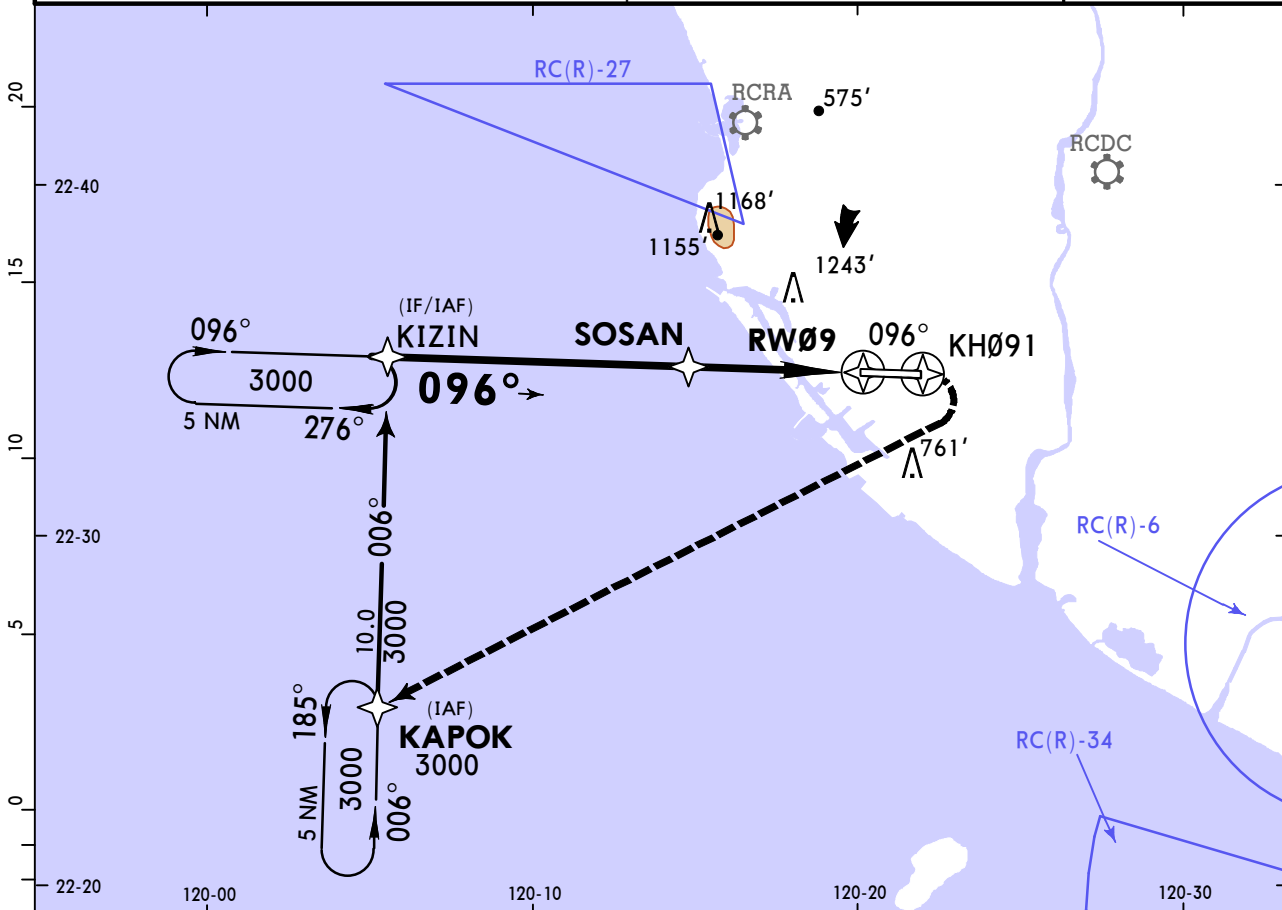 RC(R)-27
RCRA
575'
RCDC
20
22-40
1168'
1155'
1243'
15
(IF/IAF)
KIZIN
096°
3000
5 NM
276°
096°
SOSAN
RWØ9
096°
KHØ91
761'
10
006°
22-30
RC(R)-6
10.0
3000
5
185°
(IAF)
KAPOK
3000
3000
5 NM
006°
RC(R)-34
0
22-20
120-00
120-10
120-20
120-30